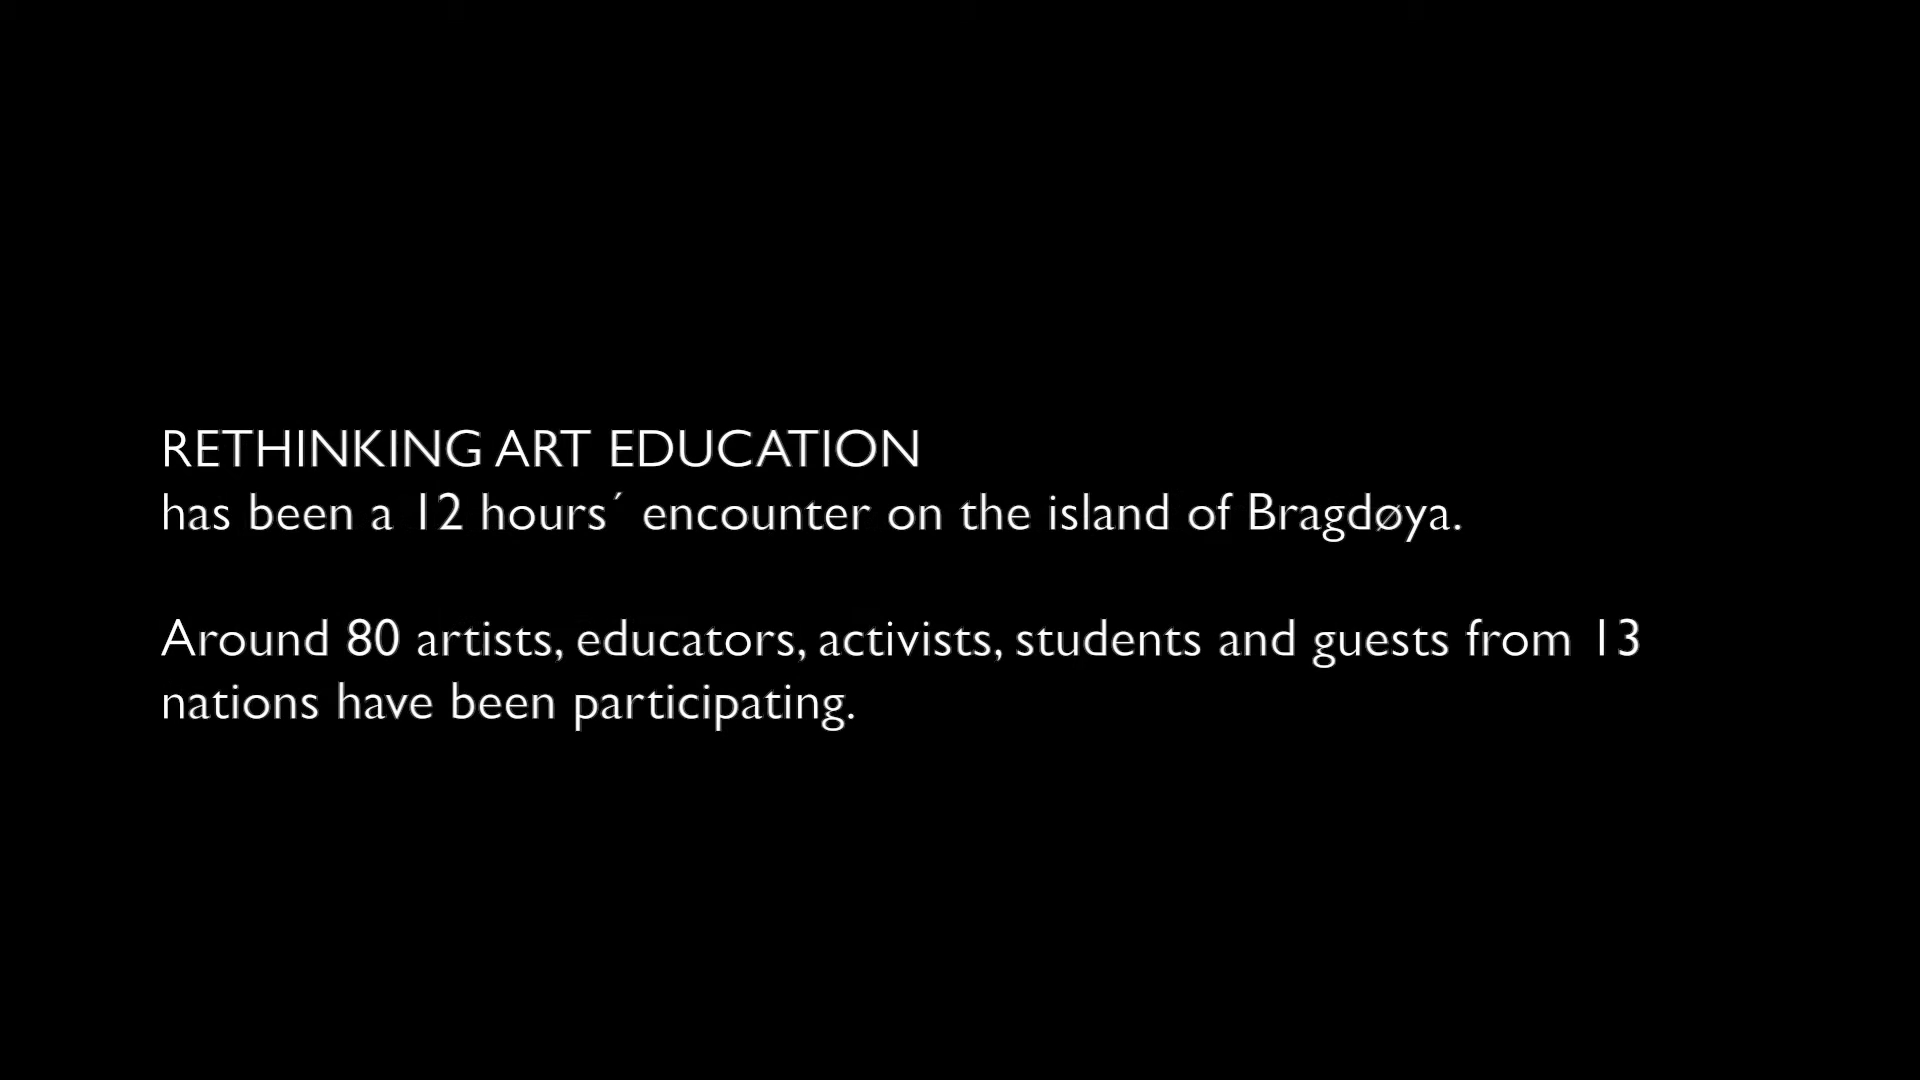 RETHINKING ART EDUCATION
has been a 12 hours´ encounter on the island of Bragdøya.
Around 80 artists, educators, activists, students and guests from 13
nations have been participating.